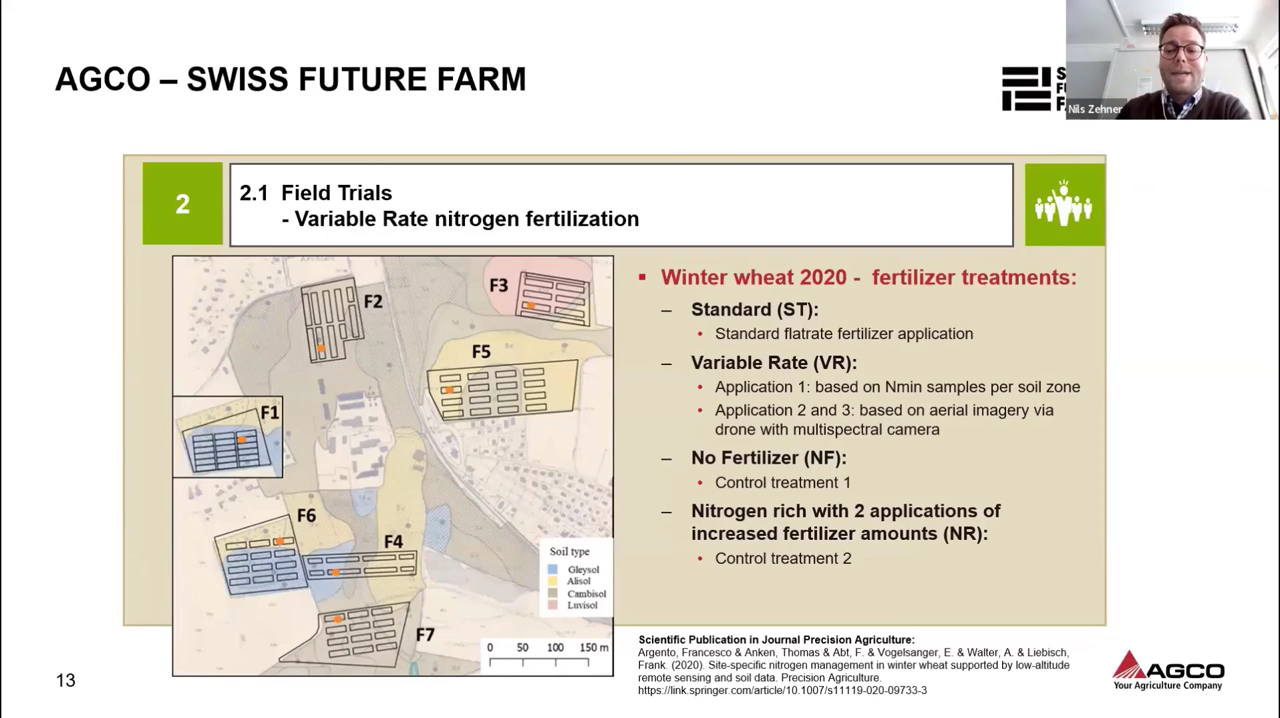 AGCO – SWISS FUTURE FARM
Nils Zehner
2
2.1 Field Trials
- Variable Rate nitrogen fertilization
F2
F3
F5
F1
F6
F4
F7
Soil type
Gleysol
Alisol
Cambisol
Luvisol
0 50 100 150 m
▪ Winter wheat 2020 - fertilizer treatments:
– Standard (ST):
• Standard flatrate fertilizer application
– Variable Rate (VR):
• Application 1: based on Nmin samples per soil zone
• Application 2 and 3: based on aerial imagery via
drone with multispectral camera
– No Fertilizer (NF):
• Control treatment 1
– Nitrogen rich with 2 applications of
increased fertilizer amounts (NR):
• Control treatment 2
Scientific Publication in Journal Precision Agriculture:
Argento, Francesco & Anken, Thomas & Abt, F. & Vogelsanger, E. & Walter, A. & Liebisch,
Frank. (2020). Site-specific nitrogen management in winter wheat supported by low-altitude
remote sensing and soil data. Precision Agriculture.
https://link.springer.com/article/10.1007/s11119-020-09733-3
13
AGCO
Your Agriculture Company